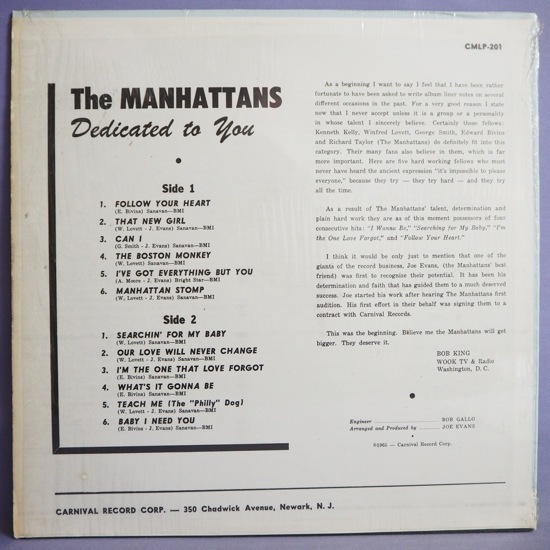 CMLP-201
The MANHATTANS
Dedicated to You
Side 1
1. FOLLOW YOUR HEART
(E. Bivins) Sanavan—BMI
2. THAT NEW GIRL
(W. Lovett - J. Evans) Sanavan—BMI
3. CAN I
(G. Smith - J. Evans) Sanavan—BMI
4. THE BOSTON MONKEY
(W. Lovett) Sanavan—BMI
5. I'VE GOT EVERYTHING BUT YOU
(A. Moore - J. Evans) Bright Star—BMI
6. MANHATTAN STOMP
(W. Lovett - J. Evans) Sanavan—BMI
Side 2
1. SEARCHIN' FOR MY BABY
(W. Lovett) Sanavan—BMI
2. OUR LOVE WILL NEVER CHANGE
(W. Lovett - J. Evans) Sanavan—BMI
3. I'M THE ONE THAT LOVE FORGOT
(E. Bivins) Sanavan—BMI
4. WHAT'S IT GONNA BE
(E. Bivins) Sanavan—BMI
5. TEACH ME (The "Philly" Dog)
(W. Lovett - J. Evans) Sanavan—BMI
6. BABY I NEED YOU
(E. Bivins - J. Evans) Sanavan—BMI
As a beginning I want to say I feel that I have been rather
fortunate to have been asked to write album liner notes on several
different occasions in the past. For a very good reason I state
now that I never accept unless it is a group or a personality
in whose talent I sincerely believe. Certainly these fellows:
Kenneth Kelly, Winfred Lovett, George Smith, Edward Bivins
and Richard Taylor (The Manhattans) do definitely fit into this
category. Their many fans also believe in them, which is far
more important. Here are five hard working fellows who must
never have heard the ancient expression "it's impossible to please
everyone," because they try — they try hard — and they try
all the time.
As a result of The Manhattans' talent, determination and
plain hard work they are as of this moment possessors of four
consecutive hits: "I Wanna Be," "Searching for My Baby," "I'm
the One Love Forgot," and "Follow Your Heart."
I think it would be only just to mention that one of the
giants of the record business, Joe Evans, (the Manhattans' best
friend) was first to recognize their potential. It has been his
determination and faith that has guided them to a much deserved
success. Joe started his work after hearing The Manhattans first
audition. His first effort on their behalf was signing them to a
contract with Carnival Records.
This was the beginning. Believe me the Manhattans will get
bigger. They deserve it.
BOB KING
WOOK TV & Radio
Washington, D. C.
Engineer BOB GALLO
Arranged and Produced by JOE EVANS
©1965 — Carnival Record Corp.
CARNIVAL RECORD CORP. — 350 Chadwick Avenue, Newark, N. J.